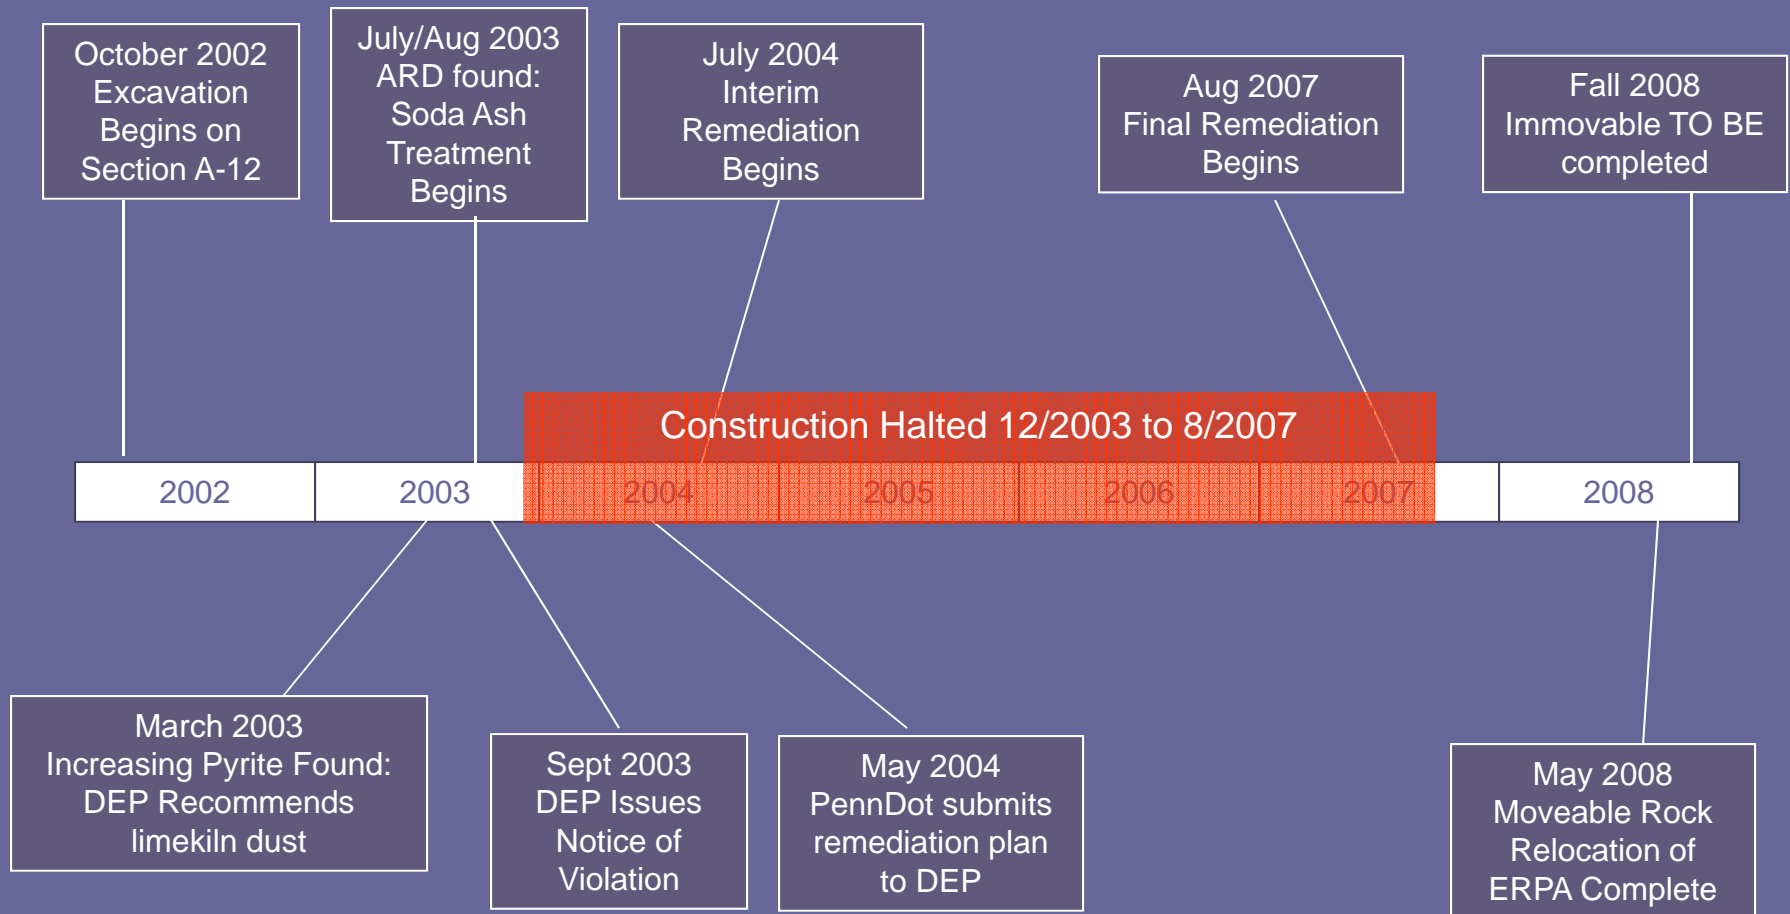 October 2002
Excavation
Begins on
Section A-12
July/Aug 2003
ARD found:
Soda Ash
Treatment
Begins
July 2004
Interim
Remediation
Begins
Aug 2007
Final Remediation
Begins
Fall 2008
Immovable TO BE
completed
Construction Halted 12/2003 to 8/2007
2002
2003
2004
2005
2006
2007
2008
March 2003
Increasing Pyrite Found:
DEP Recommends
limekiln dust
Sept 2003
DEP Issues
Notice of
Violation
May 2004
PennDot submits
remediation plan
to DEP
May 2008
Moveable Rock
Relocation of
ERPA Complete